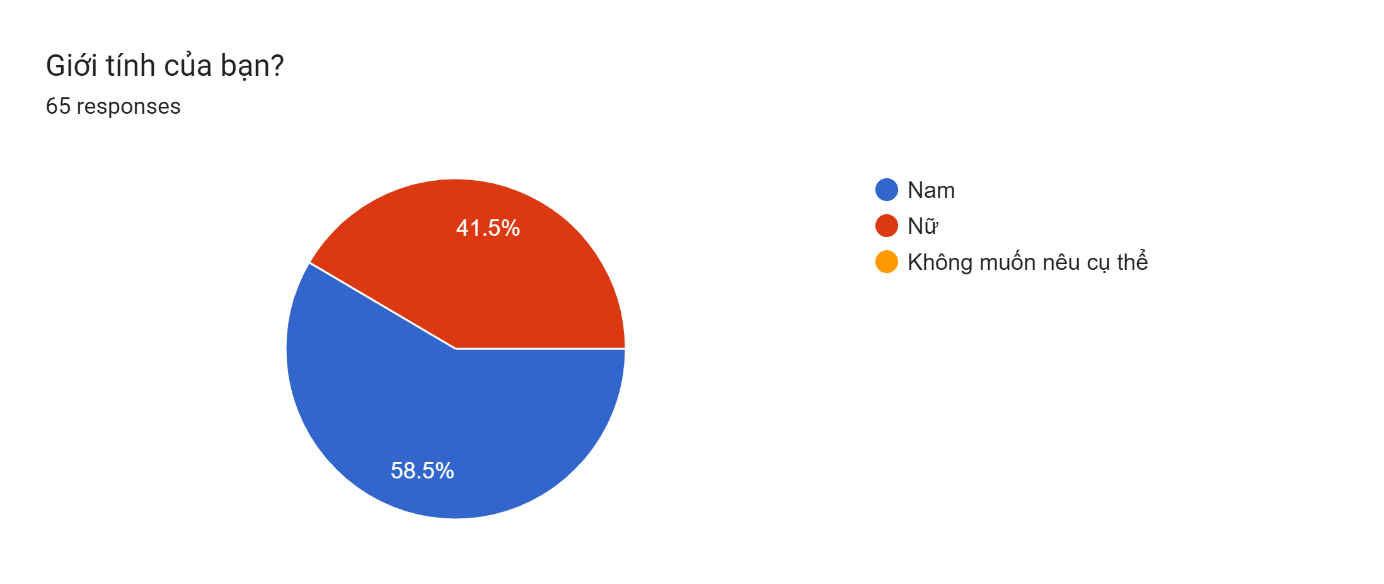 Giới tính của bạn?
65 responses
41.5%
58.5%
Nam
Nữ
Không muốn nêu cụ thể